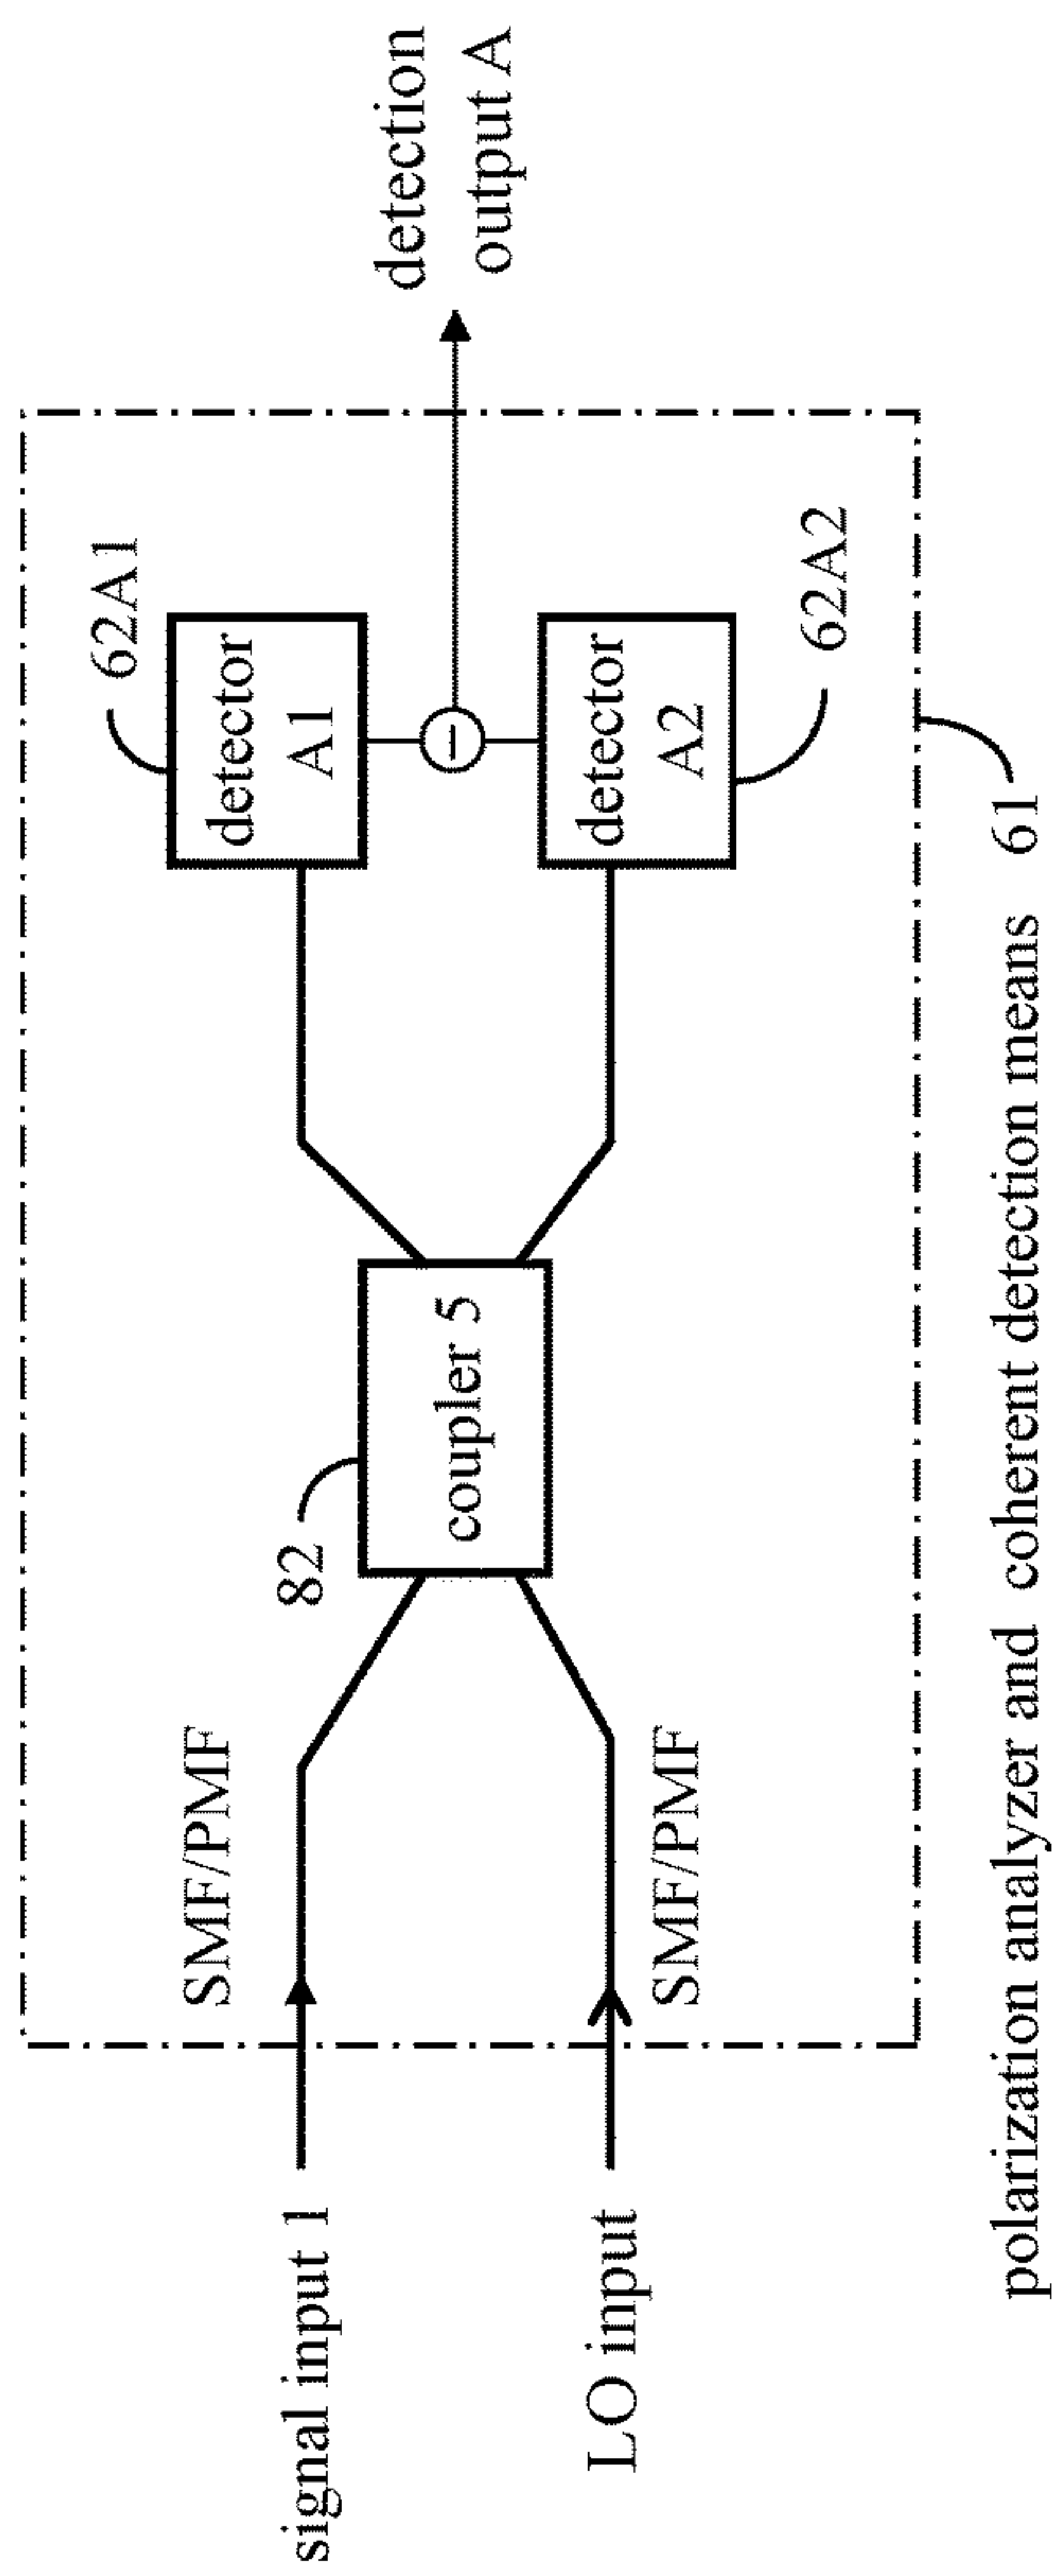 signal input 1
LO input
SMF/PMF
SMF/PMF
82
coupler 5
62A1
detector
A1
−
detector
A2
62A2
detection
output A
polarization analyzer and coherent detection means 61